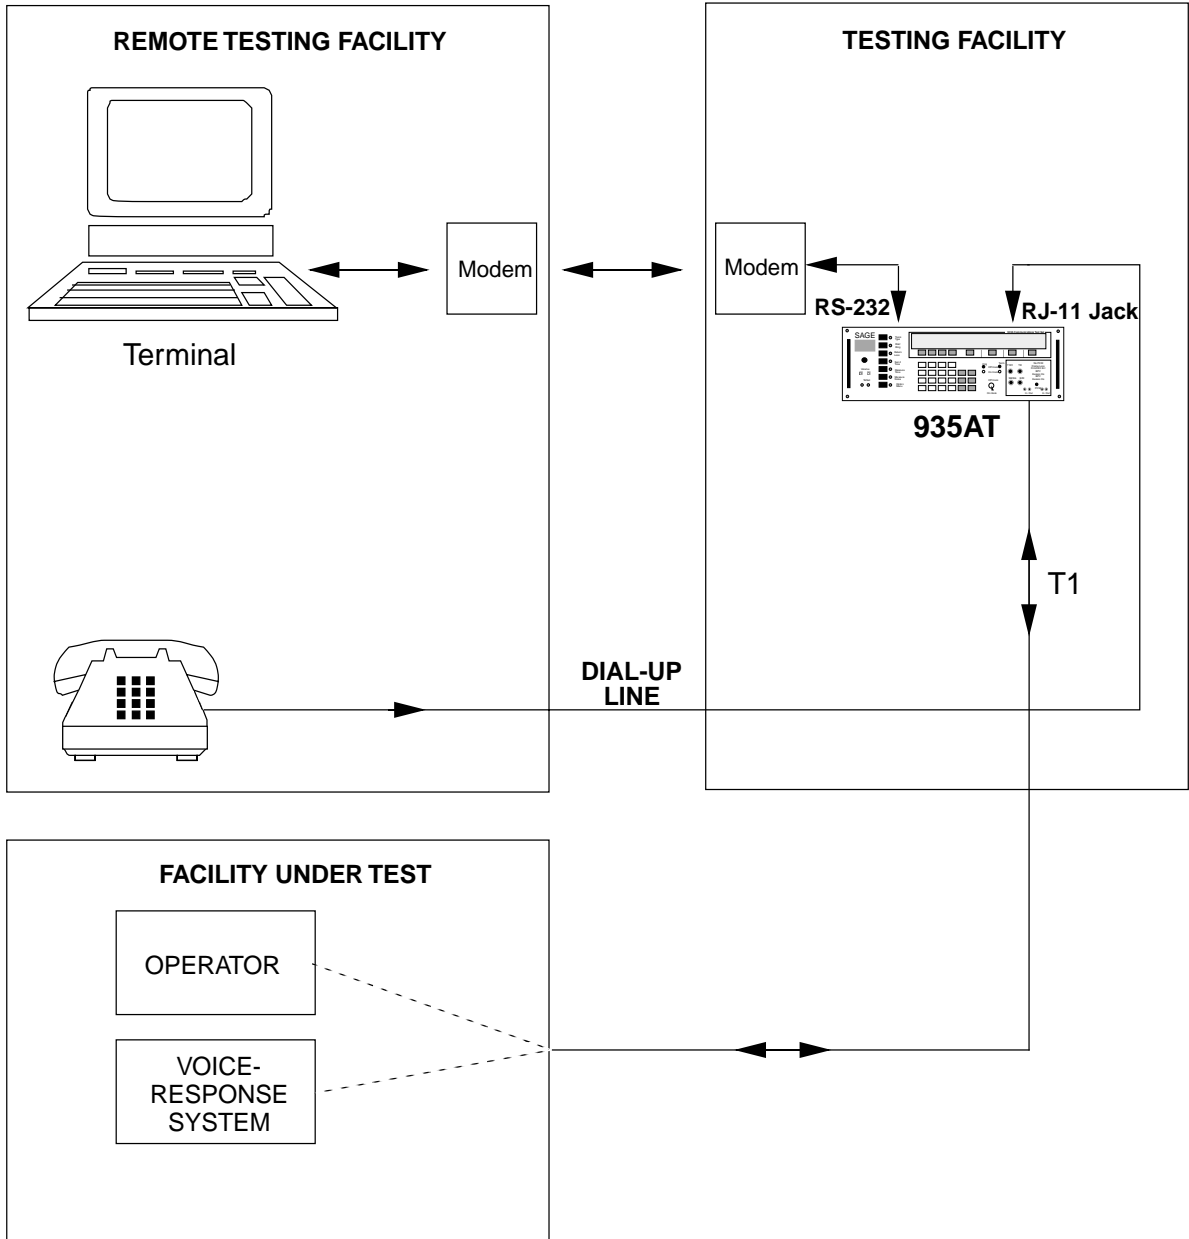 REMOTE TESTING FACILITY
TESTING FACILITY
Modem
Modem
RS-232
RJ-11 Jack
SAGE
Terminal
935AT
T1
DIAL-UP
LINE
FACILITY UNDER TEST
OPERATOR
VOICE-
RESPONSE
SYSTEM